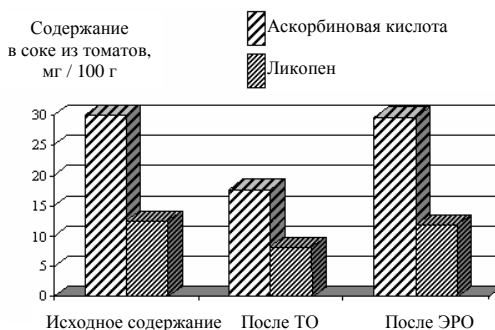 Содержание
в соке из томатов,
мг / 100 г
Аскорбиновая кислота
Ликопен
30
25
20
15
10
5
0
Исходное содержание
После ТО
После ЭРО